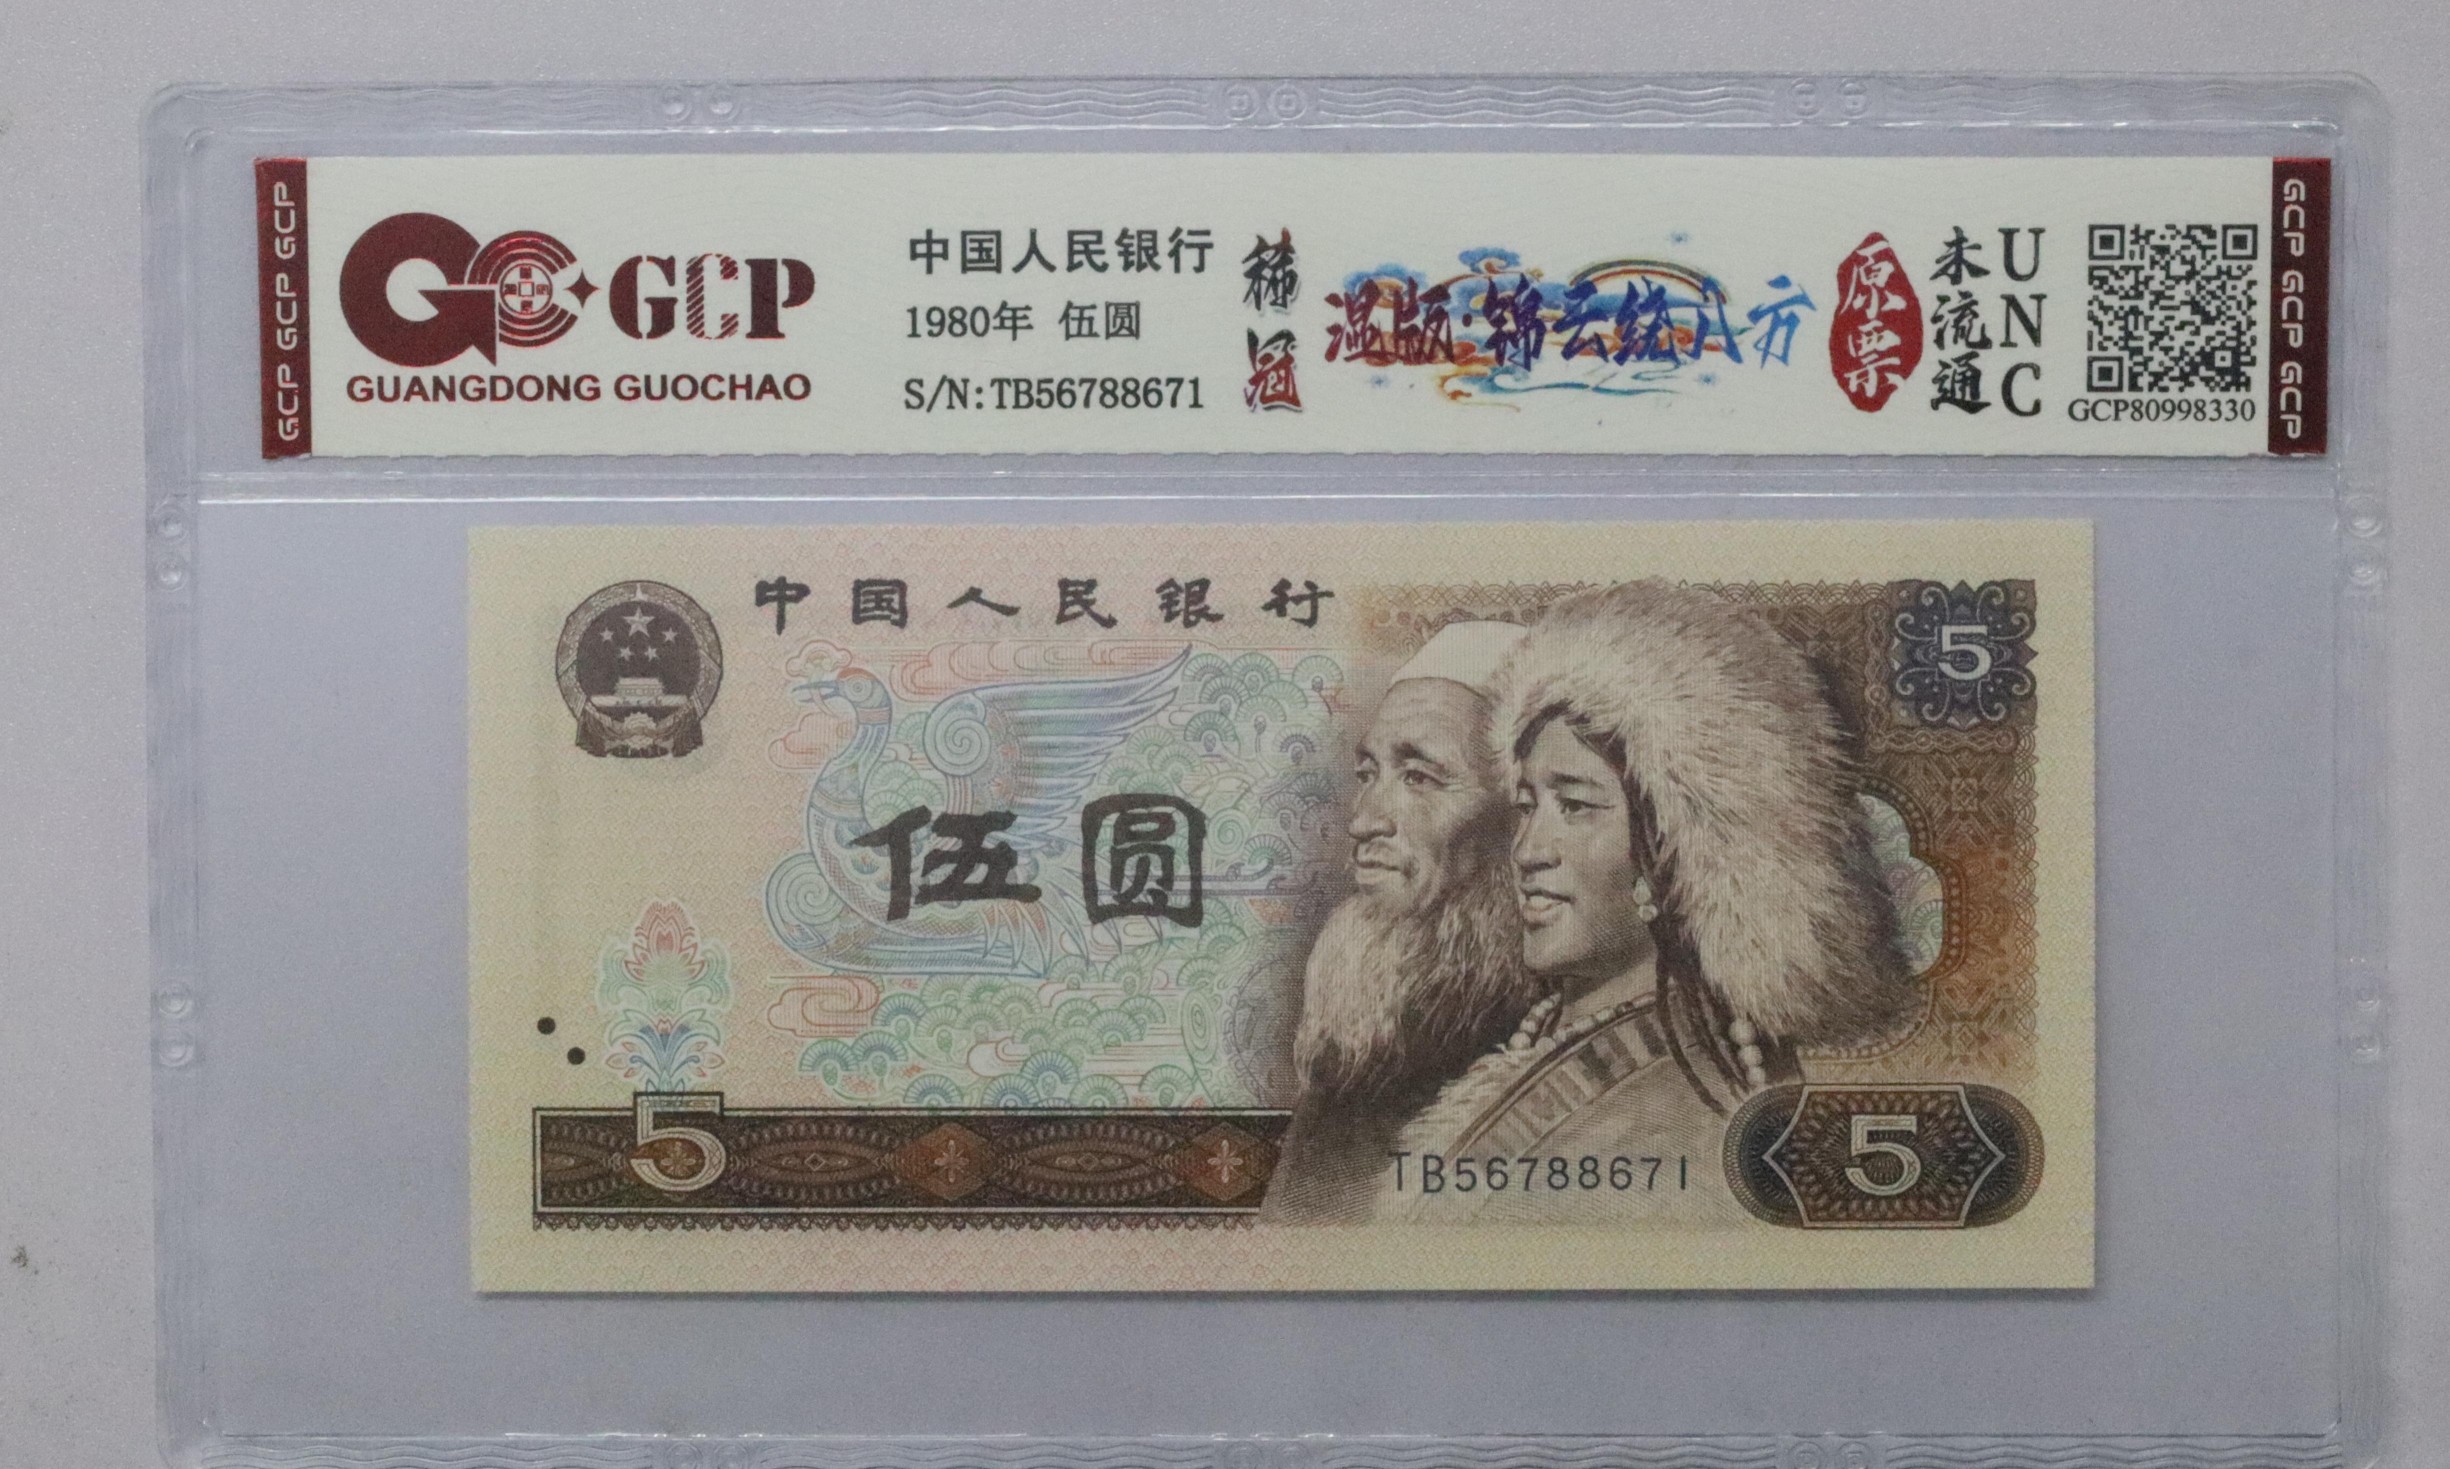 GCP GCP GCP
GCP
GUANGDONG GUOCHAO
中国人民银行
1980年 伍圆
S/N:TB56788671
稀冠
湿版·锦云绕八方
原票
未流通
UNC
GCP80998330
GCP GCP GCP
中国人民银行
5
伍圆
5
TB56788671
5